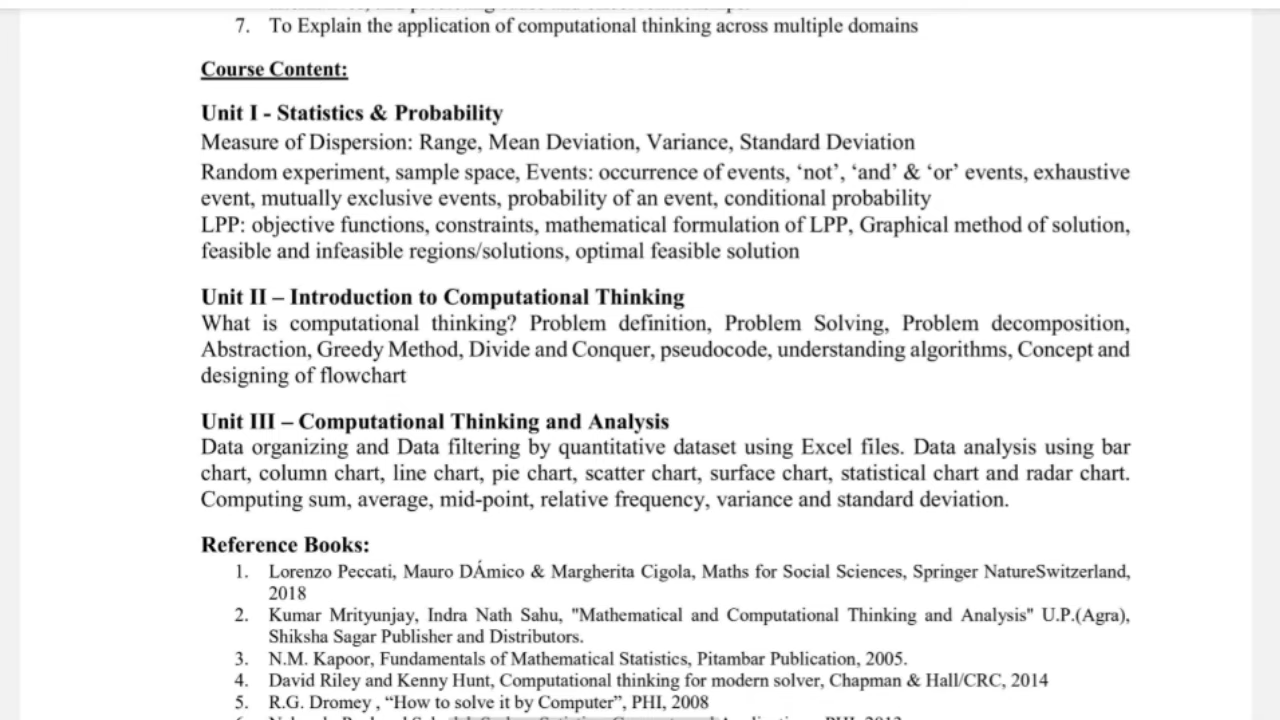 7. To Explain the application of computational thinking across multiple domains
Course Content:
Unit I - Statistics & Probability
Measure of Dispersion: Range, Mean Deviation, Variance, Standard Deviation
Random experiment, sample space, Events: occurrence of events, ‘not’, ‘and’ & ‘or’ events, exhaustive
event, mutually exclusive events, probability of an event, conditional probability
LPP: objective functions, constraints, mathematical formulation of LPP, Graphical method of solution,
feasible and infeasible regions/solutions, optimal feasible solution
Unit II – Introduction to Computational Thinking
What is computational thinking? Problem definition, Problem Solving, Problem decomposition,
Abstraction, Greedy Method, Divide and Conquer, pseudocode, understanding algorithms, Concept and
designing of flowchart
Unit III – Computational Thinking and Analysis
Data organizing and Data filtering by quantitative dataset using Excel files. Data analysis using bar
chart, column chart, line chart, pie chart, scatter chart, surface chart, statistical chart and radar chart.
Computing sum, average, mid-point, relative frequency, variance and standard deviation.
Reference Books:
1. Lorenzo Peccati, Mauro DÁmico & Margherita Cigola, Maths for Social Sciences, Springer NatureSwitzerland,
2018
2. Kumar Mrityunjay, Indra Nath Sahu, "Mathematical and Computational Thinking and Analysis" U.P.(Agra),
Shiksha Sagar Publisher and Distributors.
3. N.M. Kapoor, Fundamentals of Mathematical Statistics, Pitambar Publication, 2005.
4. David Riley and Kenny Hunt, Computational thinking for modern solver, Chapman & Hall/CRC, 2014
5. R.G. Dromey , “How to solve it by Computer”, PHI, 2008